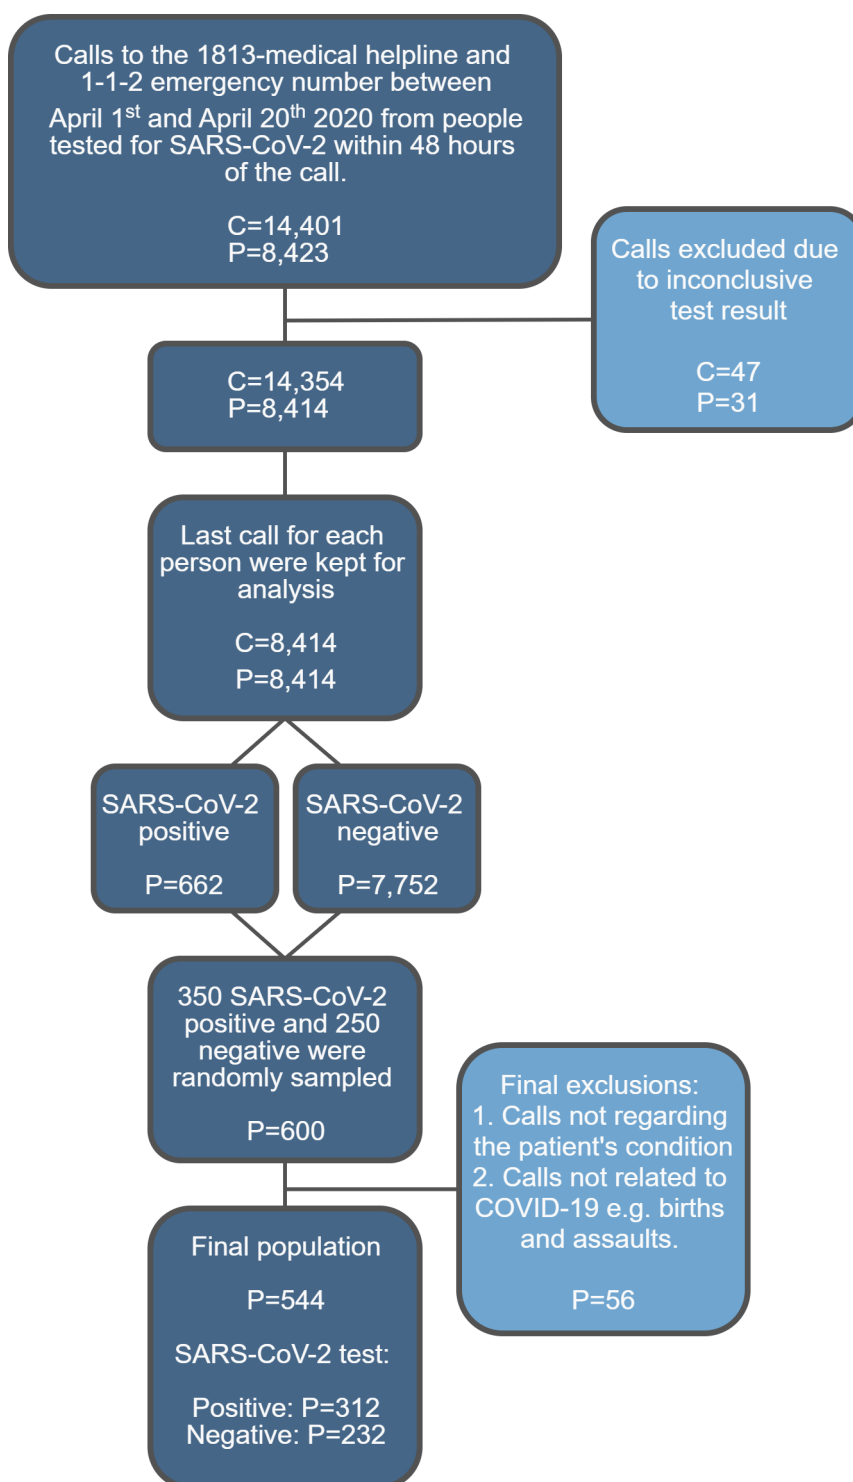 Calls to the 1813-medical helpline and
1-1-2 emergency number between
April 1st and April 20th 2020 from people
tested for SARS-CoV-2 within 48 hours
of the call.
C=14,401
P=8,423
Calls excluded due
to inconclusive
test result
C=47
P=31
C=14,354
P=8,414
Last call for each
person were kept for
analysis
C=8,414
P=8,414
SARS-CoV-2
positive
P=662
SARS-CoV-2
negative
P=7,752
350 SARS-CoV-2
positive and 250
negative were
randomly sampled
P=600
Final exclusions:
1. Calls not regarding
the patient's condition
2. Calls not related to
COVID-19 e.g. births
and assaults.
P=56
Final population
P=544
SARS-CoV-2 test:
Positive: P=312
Negative: P=232